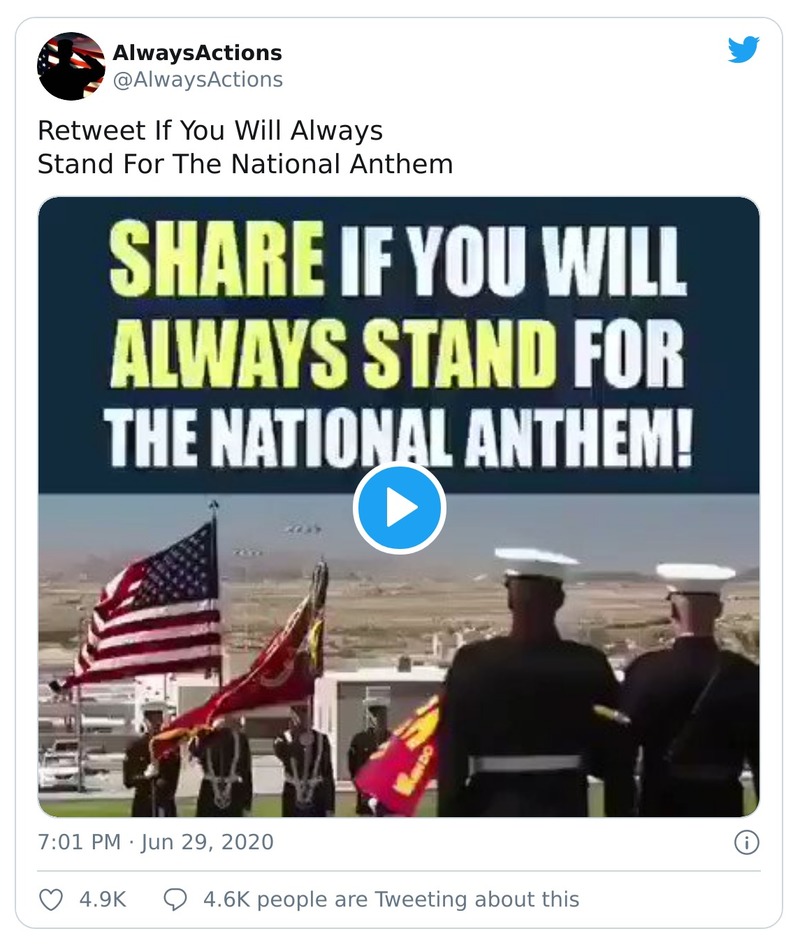 AlwaysActions
@AlwaysActions
Retweet If You Will Always
Stand For The National Anthem
SHARE IF YOU WILL
ALWAYS STAND FOR
THE NATIONAL ANTHEM!
7:01 PM · Jun 29, 2020
4.9K 4.6K people are Tweeting about this